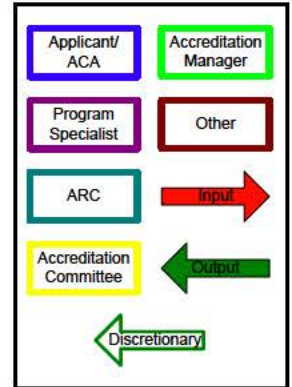 Applicant/
ACA
Accreditation
Manager
Program
Specialist
Other
ARC
Input
Accreditation
Committee
Output
Discretionary